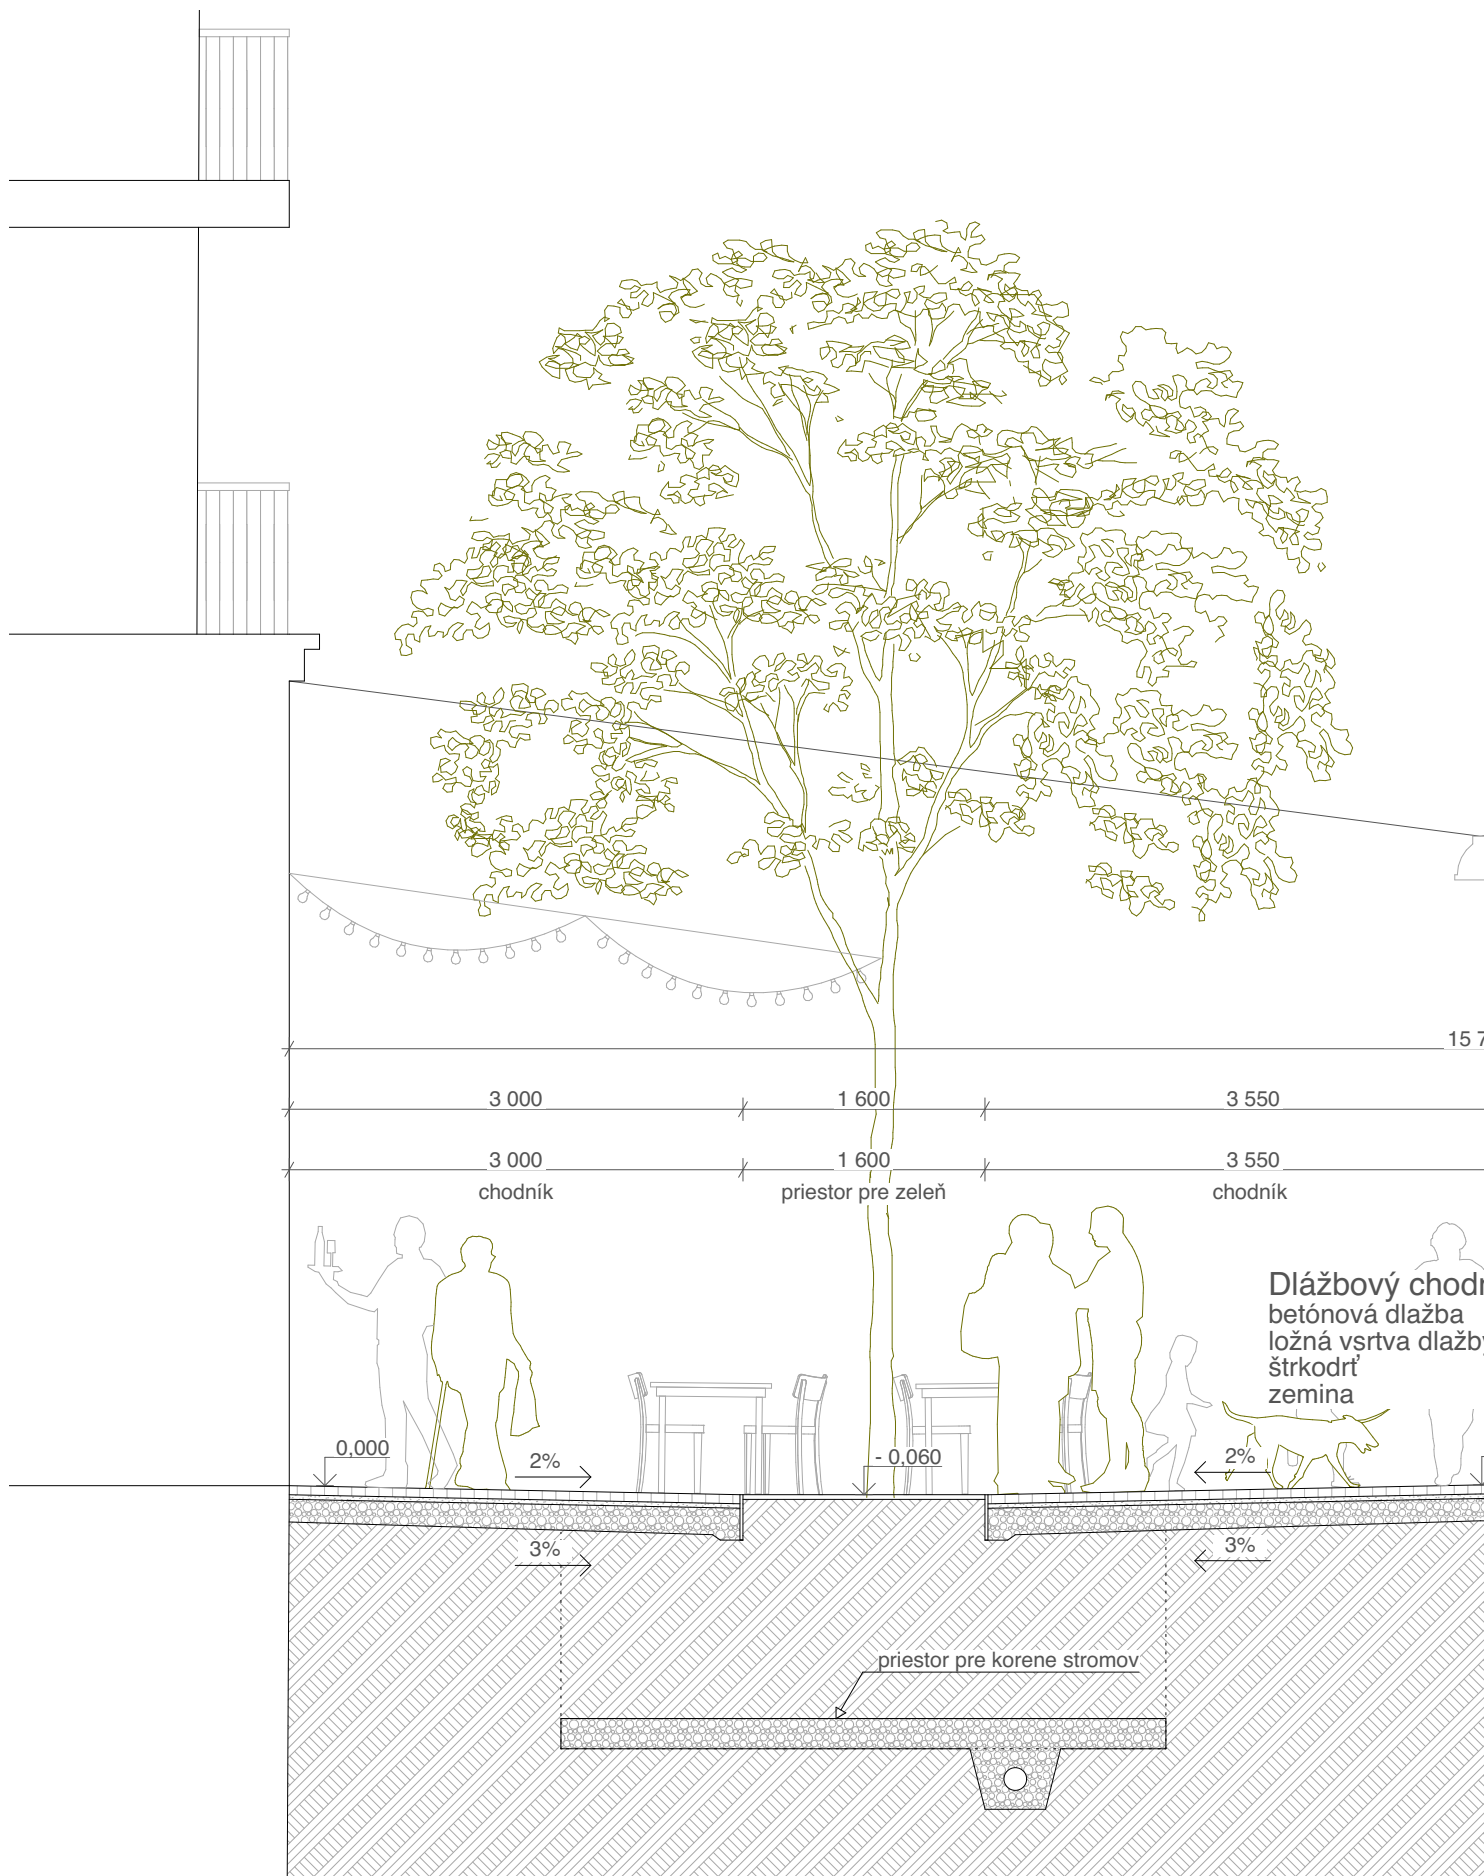 15 7
3 000 1 600 3 550
3 000 1 600 3 550
chodník priestor pre zeleň chodník
Dlážbový chodn
betónová dlažba
ložná vsrtva dlažby
štrkodrť
zemina
0,000 2% - 0,060 2%
3% 3%
priestor pre korene stromov